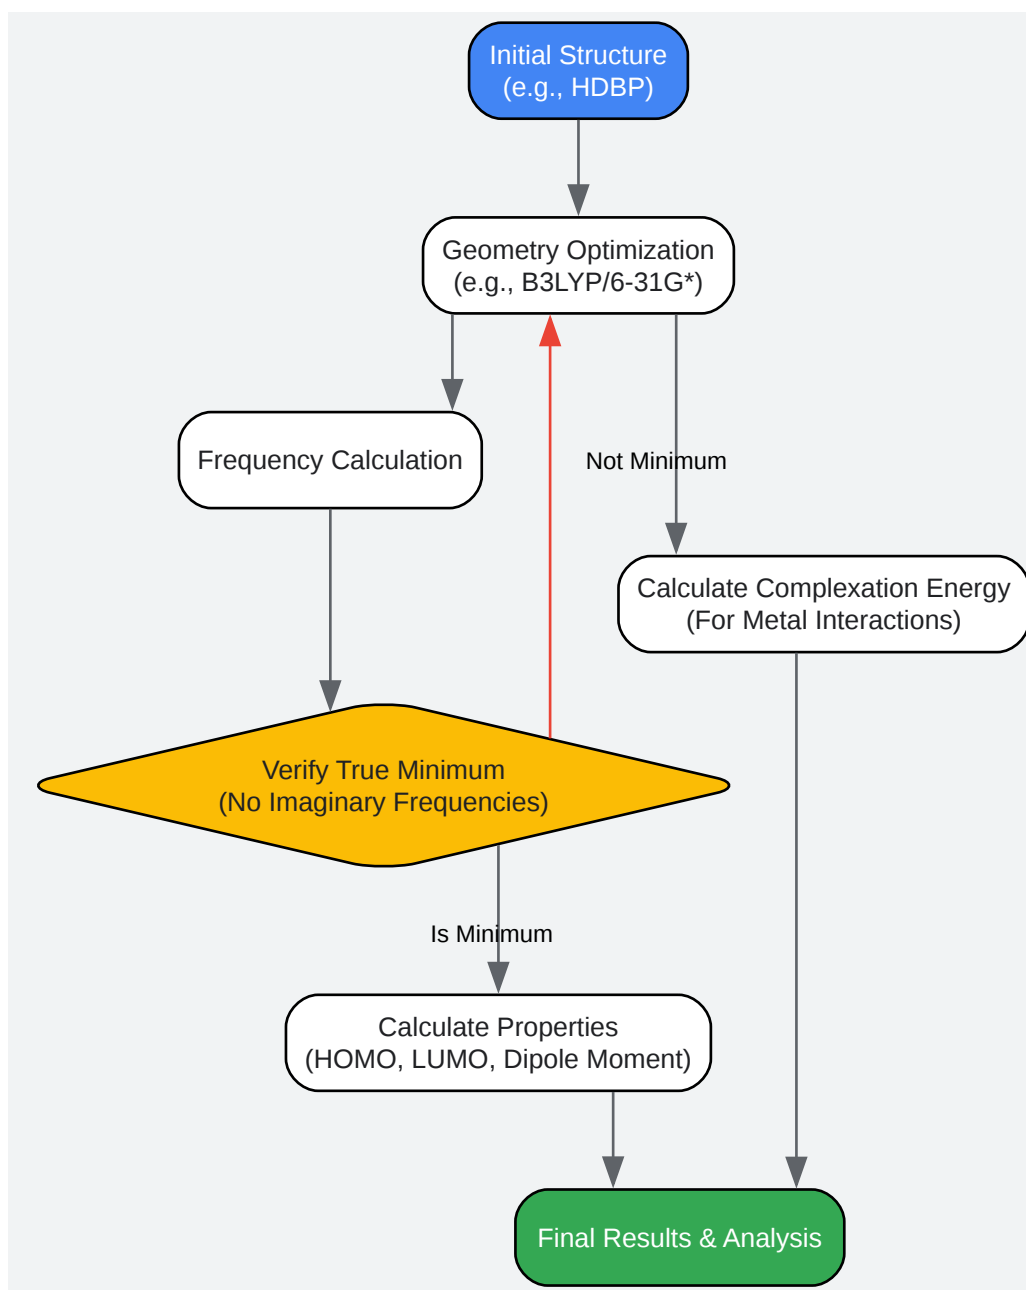 Initial Structure
(e.g., HDBP)
Geometry Optimization
(e.g., B3LYP/6-31G*)
Frequency Calculation
Not Minimum
Calculate Complexation Energy
(For Metal Interactions)
Verify True Minimum
(No Imaginary Frequencies)
Is Minimum
Calculate Properties
(HOMO, LUMO, Dipole Moment)
Final Results & Analysis